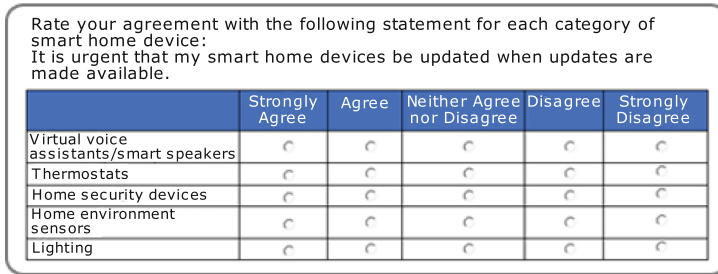 Rate your agreement with the following statement for each category of
smart home device:
It is urgent that my smart home devices be updated when updates are
made available.
Strongly Agree Agree Neither Agree nor Disagree Disagree Strongly Disagree
Virtual voice
assistants/smart speakers
Thermostats
Home security devices
Home environment
sensors
Lighting